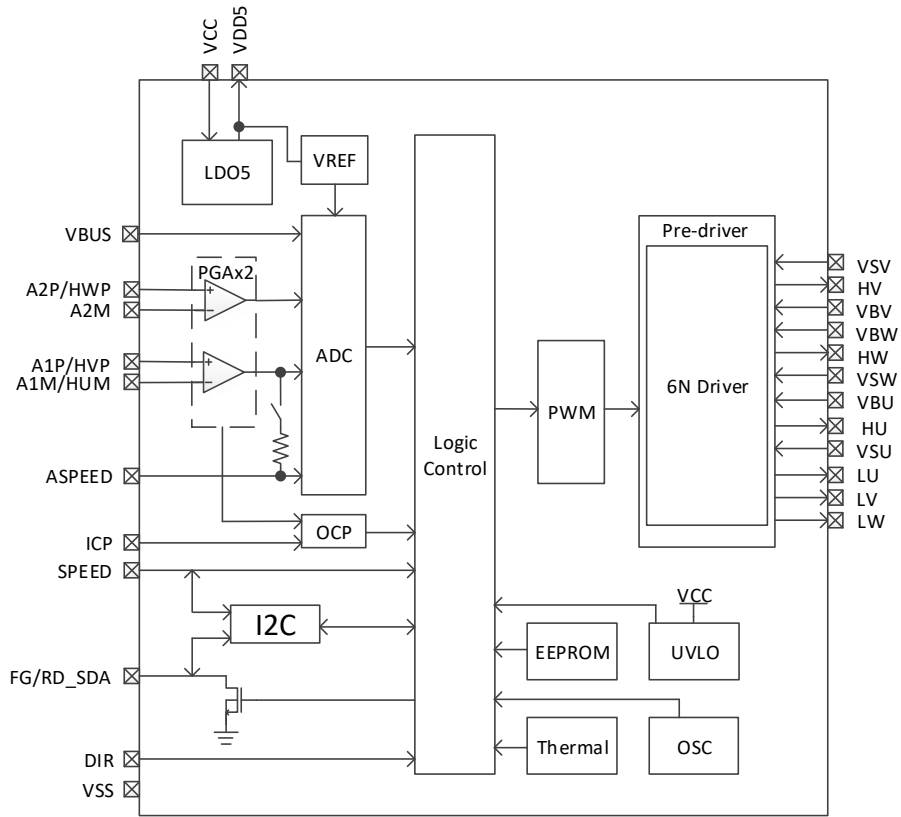 VCC
VDD5
LDO5
VREF
VBUS
A2P/HWP
A2M
PGAx2
A1P/HVP
A1M/HUM
ADC
ASPEED
ICP
OCP
SPEED
I2C
FG/RD_SDA
DIR
VSS
Logic
Control
PWM
Pre-driver
6N Driver
VSV
HV
VBV
VBW
HW
VSW
VBU
HU
VSU
LU
LV
LW
VCC
EEPROM
UVLO
Thermal
OSC